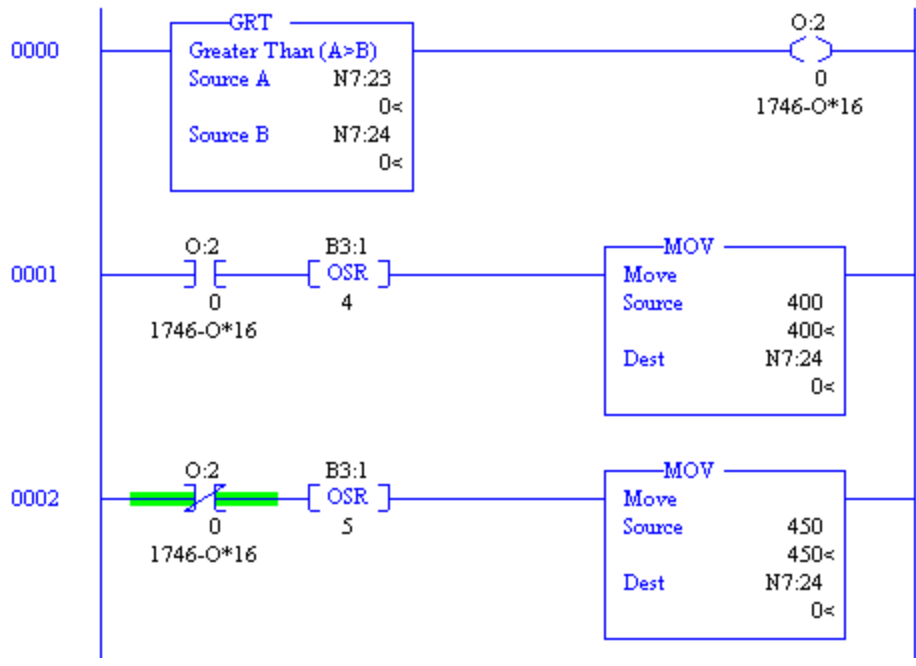 GRT
O:2
0000
Greater Than (A>B)
Source A N7:23
0<
0
1746-O*16
Source B N7:24
0<
O:2
B3:1
MOV
0001
OSR
Move
0
4
Source 400
1746-O*16
400<
Dest N7:24
0<
O:2
B3:1
MOV
0002
OSR
Move
0
5
Source 450
1746-O*16
450<
Dest N7:24
0<